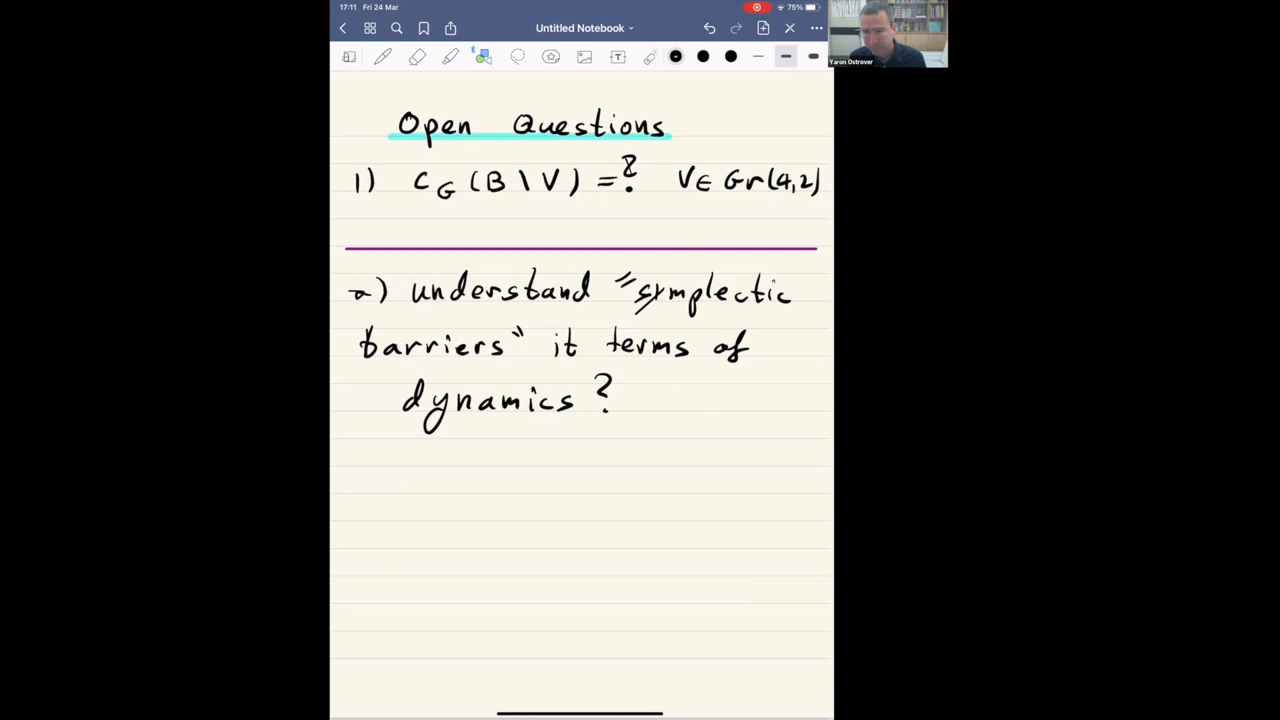 17:11 Fri 24 Mar
75%
Untitled Notebook
Yaron Ostrover
Open Questions
1) C_G (B \ V) = ? V ∈ Gr(4,2)
a) understand "symplectic
barriers" it terms of
dynamics ?